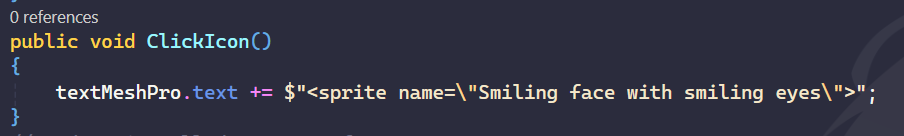 0 references
public void ClickIcon()
{
textMeshPro.text += $"<sprite name=\"Smiling face with smiling eyes\">";
}